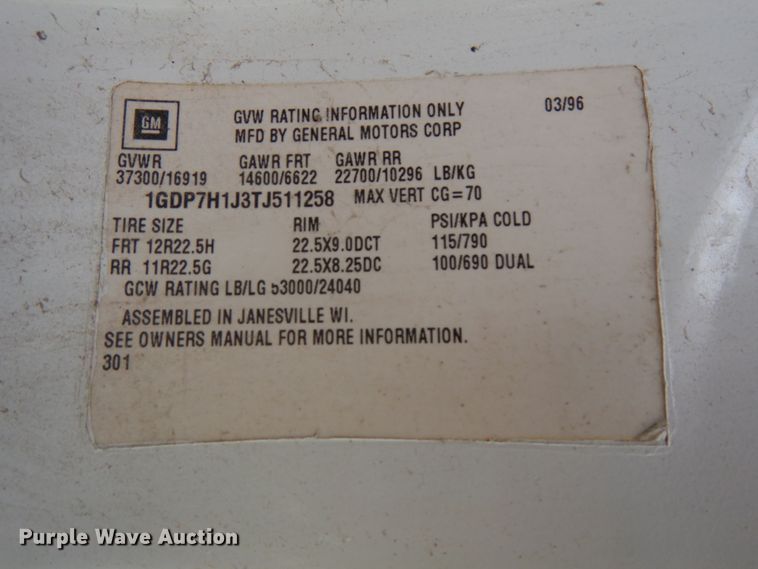 GM
GVW RATING INFORMATION ONLY 03/96
MFD BY GENERAL MOTORS CORP
GVWR GAWR FRT GAWR RR
37300/16919 14600/6622 22700/10296 LB/KG
1GDP7H1J3TJ511258 MAX VERT CG=70
TIRE SIZE RIM PSI/KPA COLD
FRT 12R22.5H 22.5X9.0DCT 115/790
RR 11R22.5G 22.5X8.25DC 100/690 DUAL
GCW RATING LB/LG 53000/24040
ASSEMBLED IN JANESVILLE WI.
SEE OWNERS MANUAL FOR MORE INFORMATION.
301
Purple Wave Auction